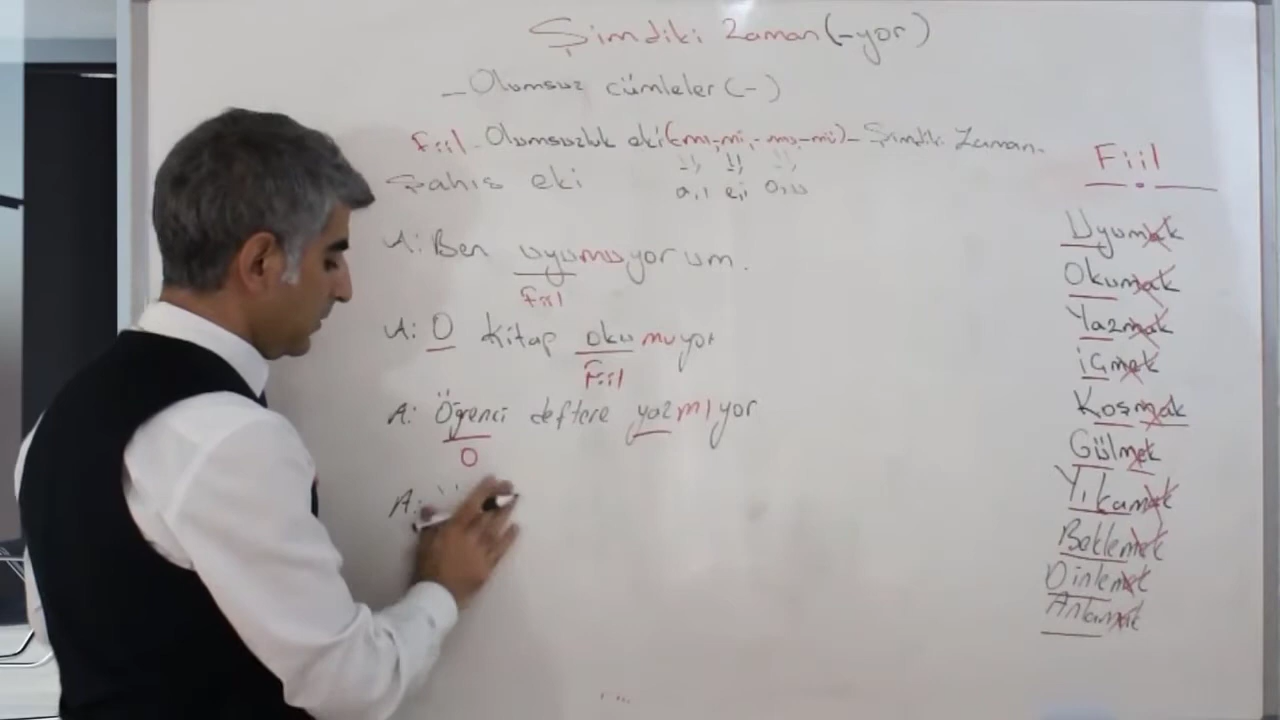 Şimdiki Zaman (-yor)
_ Olumsuz cümleler (-)
Fiil - Olumsuzluk eki (-mı,-mi,-mu-mü) - Şimdiki Zaman -
Şahıs eki
a,ı e,i o,u
A: Ben uyumuyorum.
Fiil
A: O kitap okumuyor
Fiil
A: Öğrenci deftere yazmıyor
O
A:
Fiil
Uyumak
Okumak
Yazmak
içmek
Koşmak
Gülmek
Yıkamak
Beklemek
Dinlemek
Anlamak